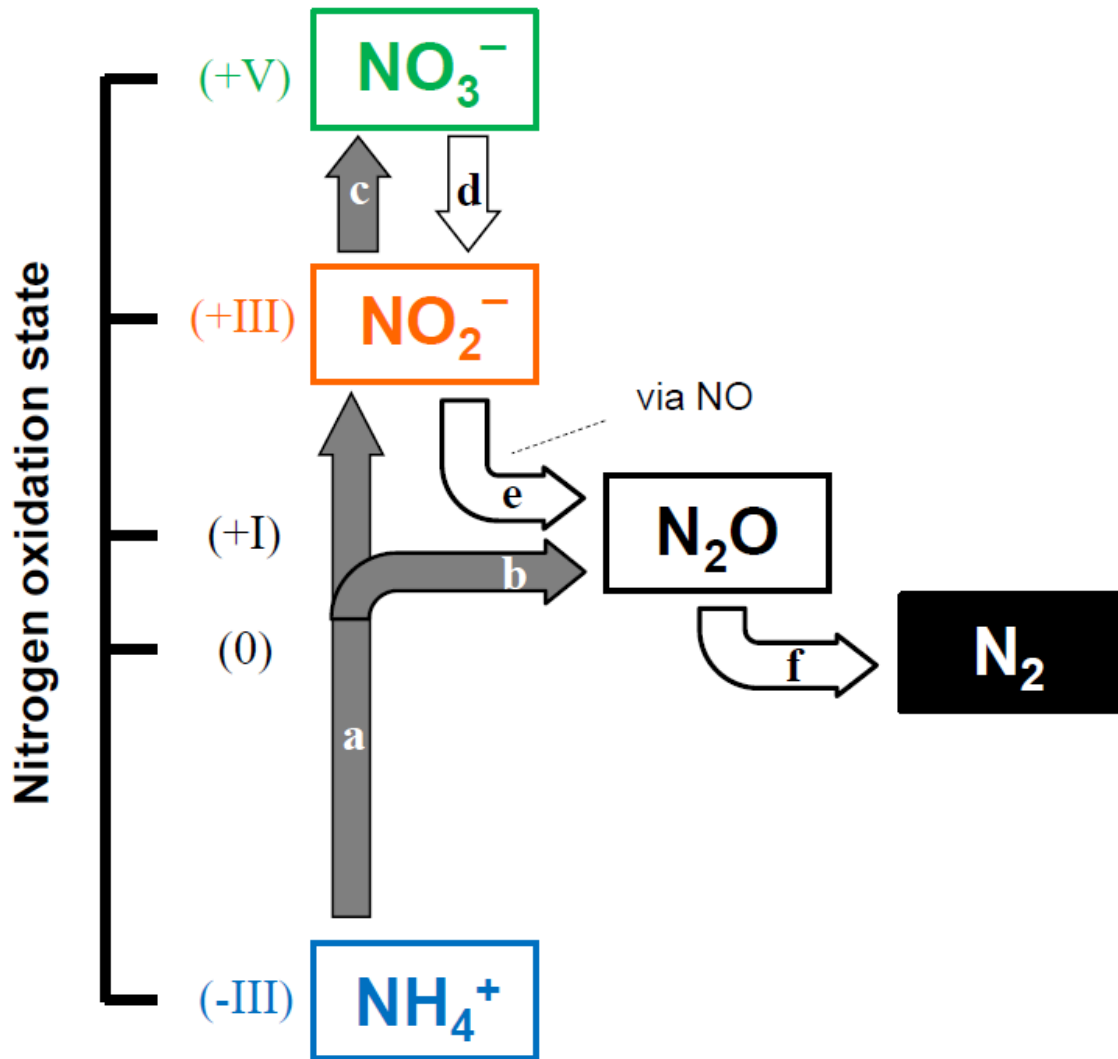 Nitrogen oxidation state
(+V)
NO₃⁻
c
d
(+III)
NO₂⁻
via NO
e
(+I)
N₂O
b
(0)
N₂
f
a
(-III)
NH₄⁺